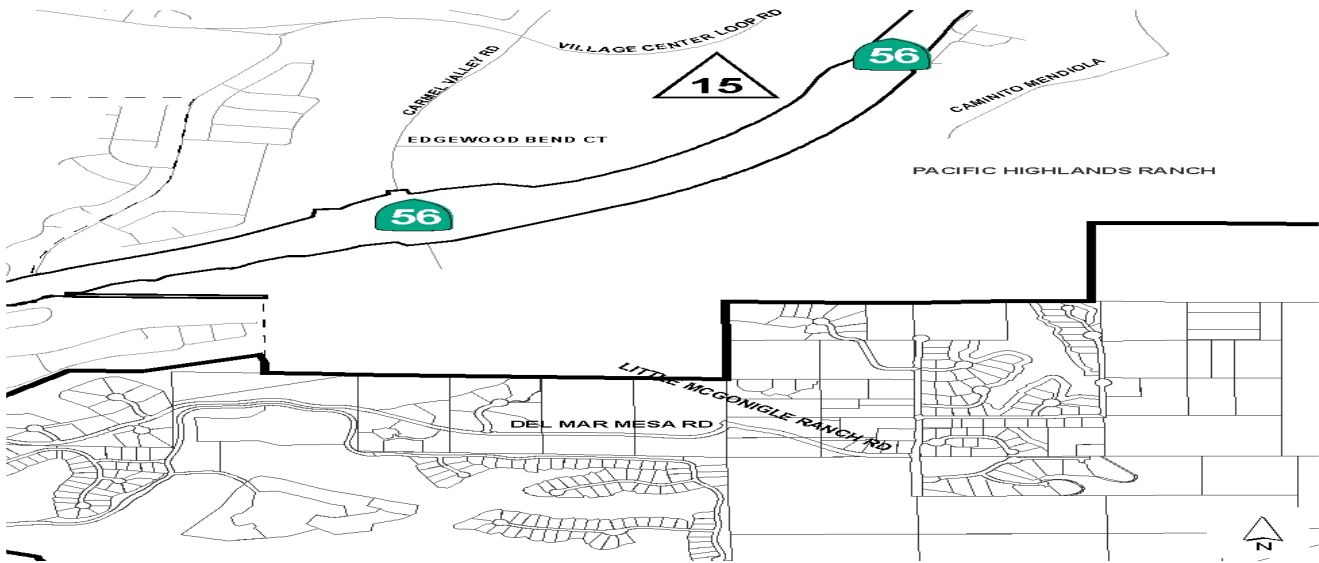 VILLAGE CENTER LOOP RD
56
CARMEL VALLEY RD
15
CAMINITO MENDIOLA
EDGEWOOD BEND CT
PACIFIC HIGHLANDS RANCH
56
LITTLE MCGONIGLE RANCH RD
DEL MAR MESA RD
N